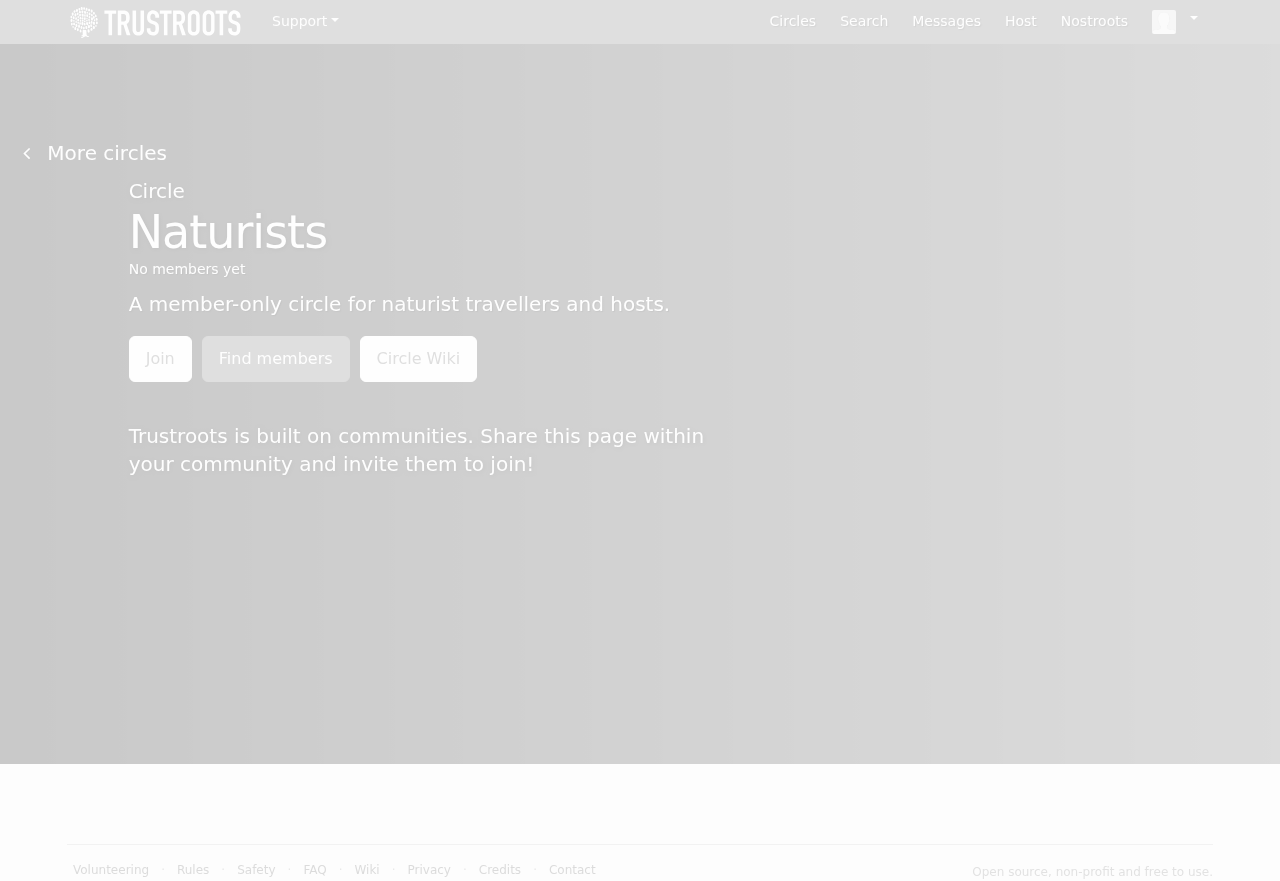 TRUSTROOTS
Support
Circles
Search
Messages
Host
Nostroots
More circles
Circle
Naturists
No members yet
A member-only circle for naturist travellers and hosts.
Join
Find members
Circle Wiki
Trustroots is built on communities. Share this page within
your community and invite them to join!
Volunteering · Rules · Safety · FAQ · Wiki · Privacy · Credits · Contact
Open source, non-profit and free to use.